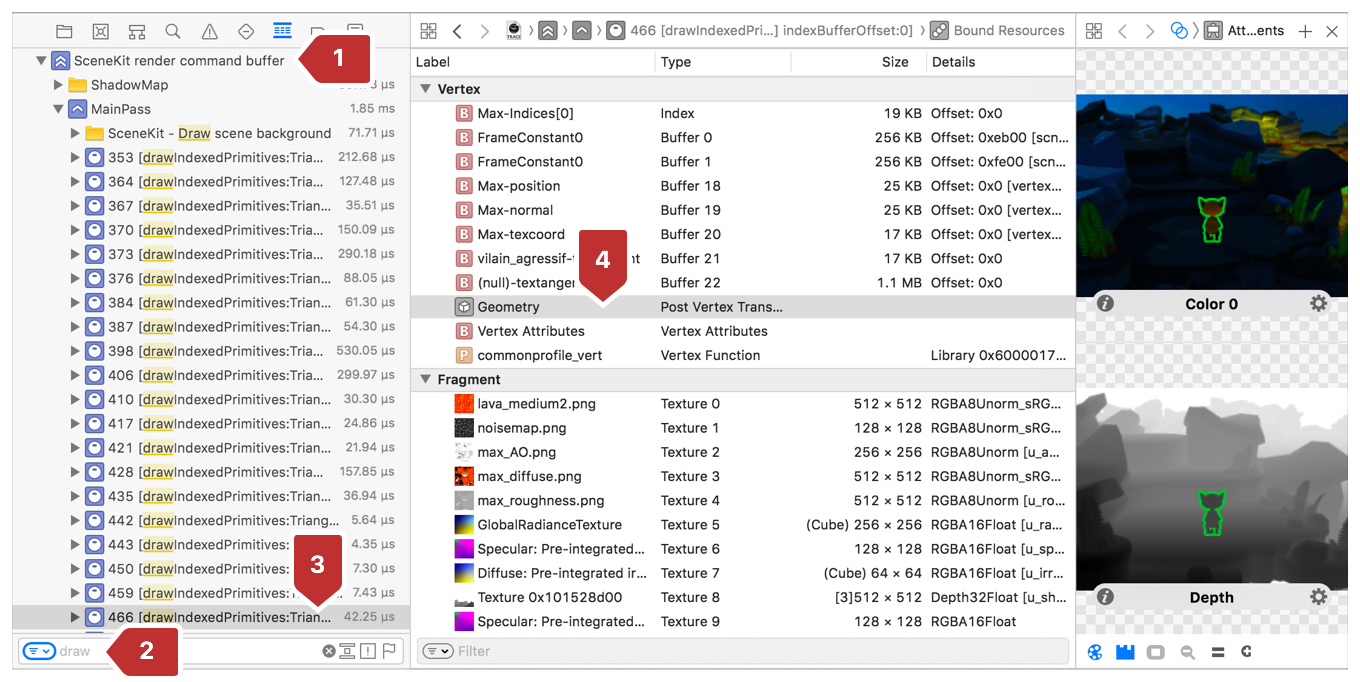 466 [drawIndexedPri...] indexBufferOffset:0]
Bound Resources
Att...ents
1
SceneKit render command buffer
ShadowMap
µs
MainPass 1.85 ms
SceneKit - Draw scene background 71.71 µs
353 [drawIndexedPrimitives:Tria... 212.68 µs
364 [drawIndexedPrimitives:Tria... 127.48 µs
367 [drawIndexedPrimitives:Trian... 35.51 µs
370 [drawIndexedPrimitives:Tria... 150.09 µs
373 [drawIndexedPrimitives:Tria... 290.18 µs
376 [drawIndexedPrimitives:Trian... 88.05 µs
384 [drawIndexedPrimitives:Trian... 61.30 µs
387 [drawIndexedPrimitives:Trian... 54.30 µs
398 [drawIndexedPrimitives:Tria... 530.05 µs
406 [drawIndexedPrimitives:Tria... 299.97 µs
410 [drawIndexedPrimitives:Trian... 30.30 µs
417 [drawIndexedPrimitives:Trian... 24.86 µs
421 [drawIndexedPrimitives:Trian... 21.94 µs
428 [drawIndexedPrimitives:Tria... 157.85 µs
435 [drawIndexedPrimitives:Trian... 36.94 µs
442 [drawIndexedPrimitives:Triang... 5.64 µs
443 [drawIndexedPrimitives: 4.35 µs
450 [drawIndexedPrimitives: 7.30 µs
459 [drawIndexedPrimitives: 7.43 µs
3
466 [drawIndexedPrimitives:Trian... 42.25 µs
draw
2
Label Type Size Details
Vertex
Max-Indices[0] Index 19 KB Offset: 0x0
FrameConstant0 Buffer 0 256 KB Offset: 0xeb00 [scn...
FrameConstant0 Buffer 1 256 KB Offset: 0xfe00 [scn...
Max-position Buffer 18 25 KB Offset: 0x0 [vertex...
Max-normal Buffer 19 25 KB Offset: 0x0 [vertex...
Max-texcoord Buffer 20 17 KB Offset: 0x0 [vertex...
vilain_agressif- nt Buffer 21 17 KB Offset: 0x0
(null)-textanger Buffer 22 1.1 MB Offset: 0x0
4
Geometry Post Vertex Trans...
B Vertex Attributes Vertex Attributes
P commonprofile_vert Vertex Function Library 0x6000017...
Fragment
lava_medium2.png Texture 0 512 × 512 RGBA8Unorm_sRG...
noisemap.png Texture 1 128 × 128 RGBA8Unorm_sRG...
max_AO.png Texture 2 256 × 256 RGBA8Unorm [u_a...
max_diffuse.png Texture 3 512 × 512 RGBA8Unorm_sRG...
max_roughness.png Texture 4 512 × 512 RGBA8Unorm [u_ro...
GlobalRadianceTexture Texture 5 (Cube) 256 × 256 RGBA16Float [u_ra...
Specular: Pre-integrated... Texture 6 128 × 128 RGBA16Float [u_sp...
Diffuse: Pre-integrated ir... Texture 7 (Cube) 64 × 64 RGBA16Float [u_irr...
Texture 0x101528d00 Texture 8 [3]512 × 512 Depth32Float [u_sh...
Specular: Pre-integrated... Texture 9 128 × 128 RGBA16Float
Filter
Color 0
Depth